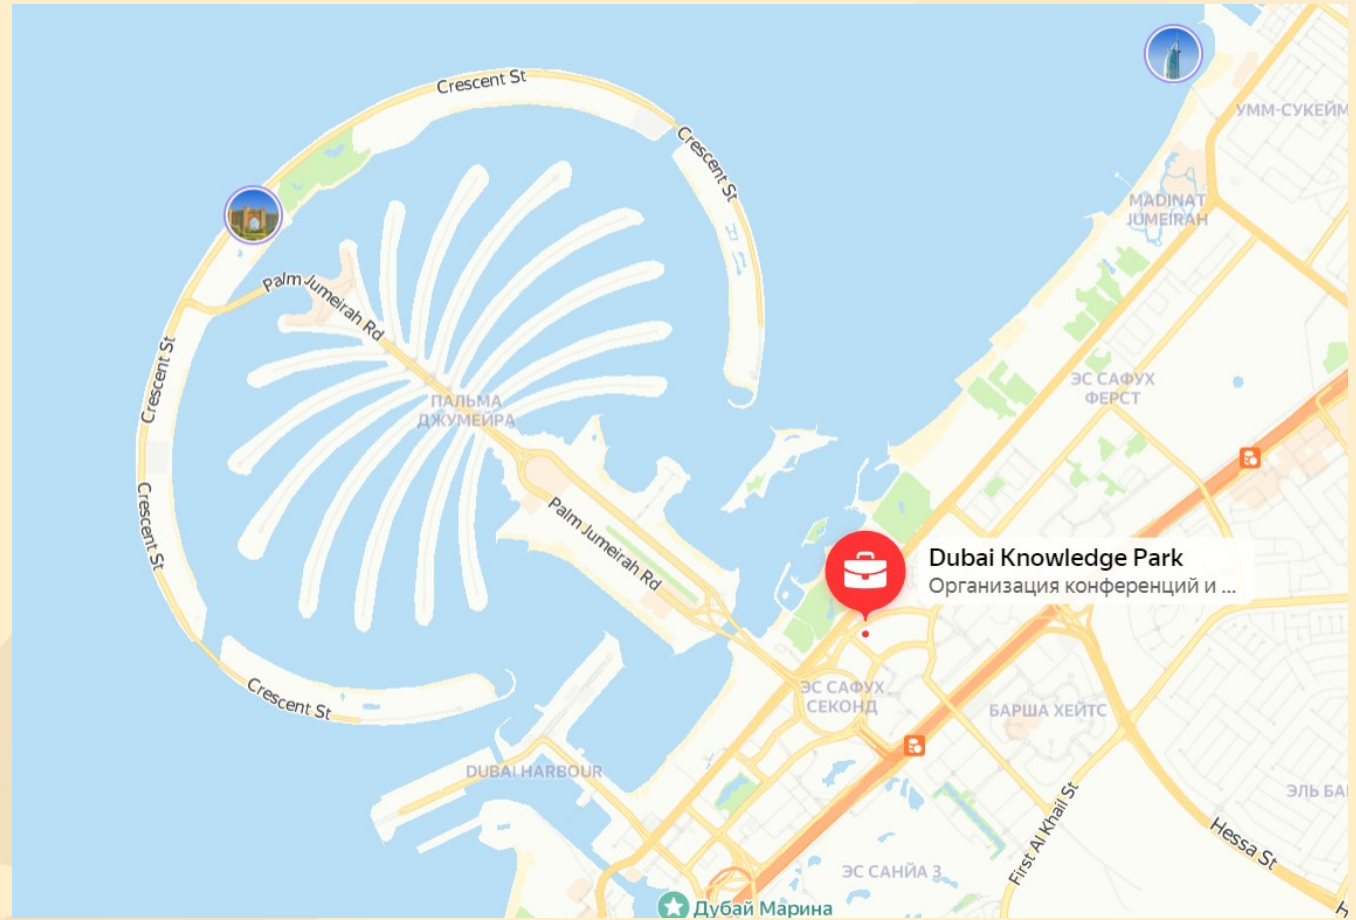 Crescent St
Crescent St
УММ-СУКЕЙМ
MADINAT
JUMEIRAH
Palm Jumeirah Rd
Crescent St
ПАЛЬМА
ДЖУМЕЙРА
ЭС САФУХ
ФЕРСТ
Crescent St
Palm Jumeirah Rd
Dubai Knowledge Park
Организация конференций и ...
Crescent St
ЭС САФУХ
СЕКОНД
БАРША ХЕЙТС
DUBAI HARBOUR
ЭЛЬ БА
First Al Khail St
Hessa St
ЭС САНЙА 3
Дубай Марина
H